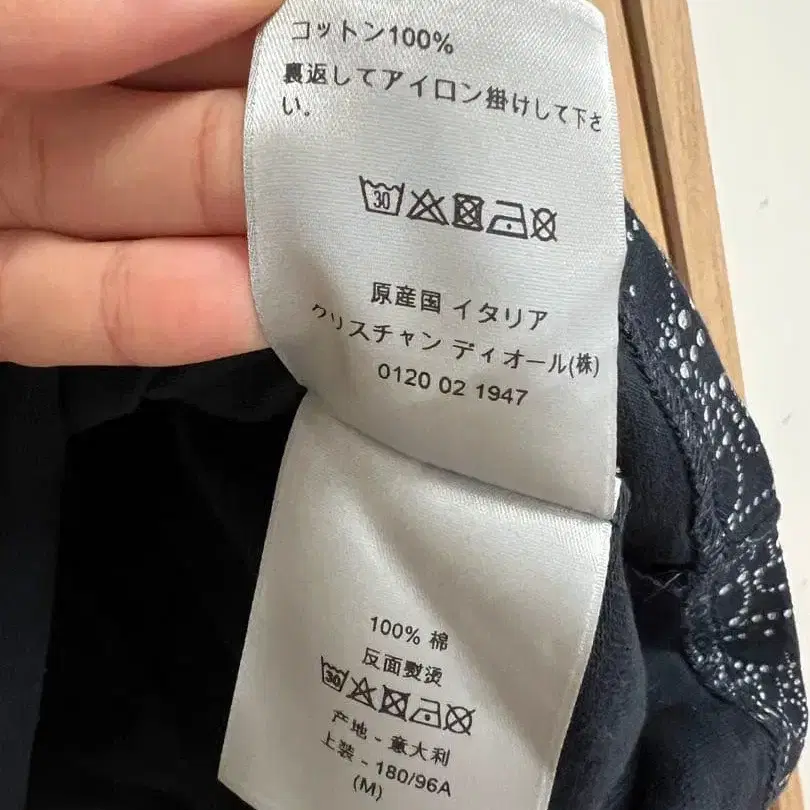 コットン100%
裏返してアイロン掛けして下さ
い。
30
原産国 イタリア
クリスチャン ディオール(株)
0120 02 1947
100% 棉
反面熨烫
30
产地 - 意大利
上装 - 180/96A
(M)